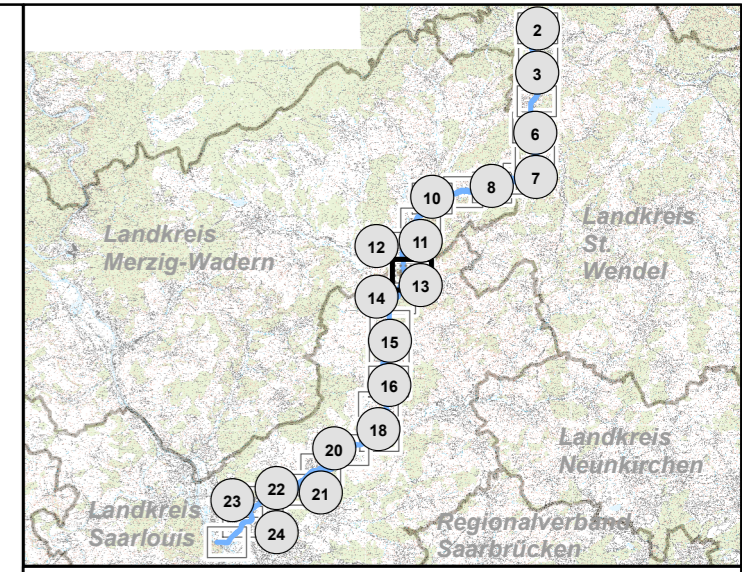 2
3
6
7
8
10
11
12
13
14
15
16
18
20
21
22
23
24
Landkreis
Merzig-Wadern
Landkreis
St.
Wendel
Landkreis
Neunkirchen
Landkreis
Saarlouis
Regionalverband
Saarbrücken